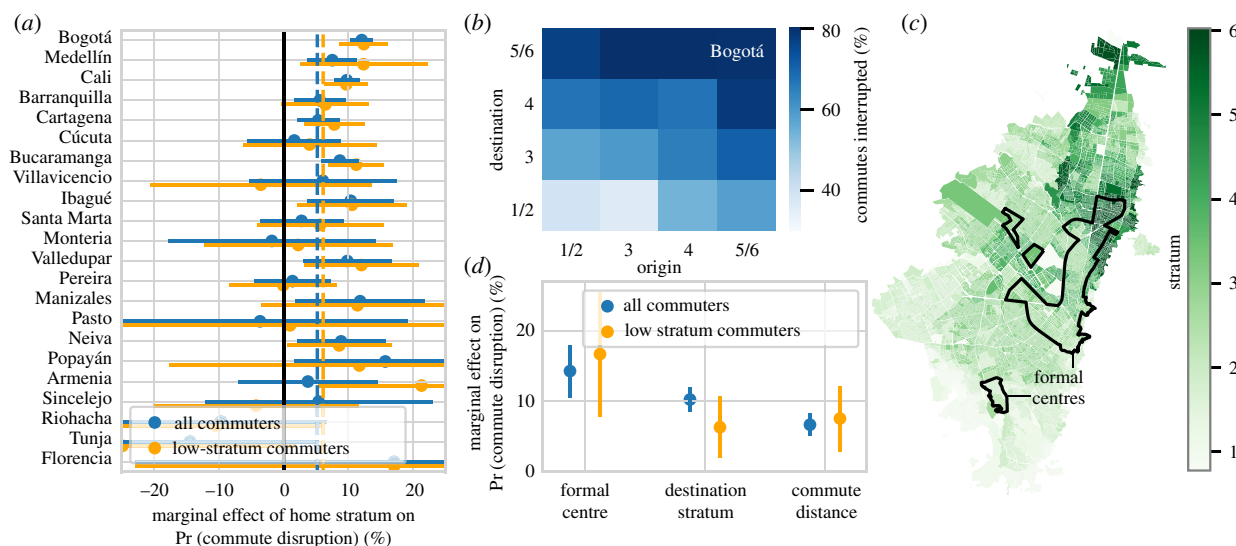 (a)
Bogotá
Medellín
Cali
Barranquilla
Cartagena
Cúcuta
Bucaramanga
Villavicencio
Ibagué
Santa Marta
Monteria
Valledupar
Pereira
Manizales
Pasto
Neiva
Popayán
Armenia
Sincelejo
Riohacha
Tunja
Florencia
all commuters
low-stratum commuters
−20 −10 0 10 20
marginal effect of home stratum on
Pr (commute disruption) (%)
(b)
5/6
4
3
1/2
destination
Bogotá
1/2 3 4 5/6
origin
80
60
40
commutes interrupted (%)
(d)
all commuters
low stratum commuters
20
10
0
marginal effect on
Pr (commute disruption) (%)
formal
centre
destination
stratum
commute
distance
(c)
formal
centres
6
5
4
3
2
1
stratum